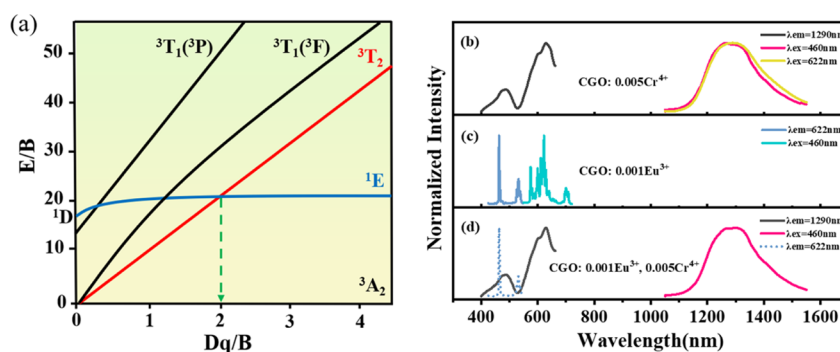 (a)
³T₁(³P)
³T₁(³F)
³T₂
¹E
¹D
³A₂
E/B
50
40
30
20
10
0
0 1 2 3 4
Dq/B
(b)
CGO: 0.005Cr⁴⁺
λem=1290nm
λex=460nm
λex=622nm
(c)
CGO: 0.001Eu³⁺
λem=622nm
λex=460nm
(d)
CGO: 0.001Eu³⁺, 0.005Cr⁴⁺
λem=1290nm
λex=460nm
λem=622nm
Normalized Intensity
400 600 800 1000 1200 1400 1600
Wavelength(nm)